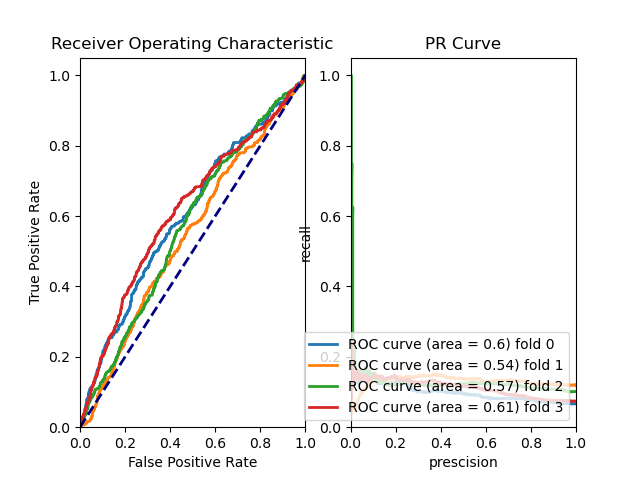 Receiver Operating Characteristic
PR Curve
True Positive Rate
1.0
0.8
0.6
0.4
0.2
0.0
0.0 0.2 0.4 0.6 0.8 1.0
False Positive Rate
recall
1.0
0.8
0.6
0.4
0.2
0.0
0.0 0.2 0.4 0.6 0.8 1.0
prescision
ROC curve (area = 0.6) fold 0
ROC curve (area = 0.54) fold 1
ROC curve (area = 0.57) fold 2
ROC curve (area = 0.61) fold 3